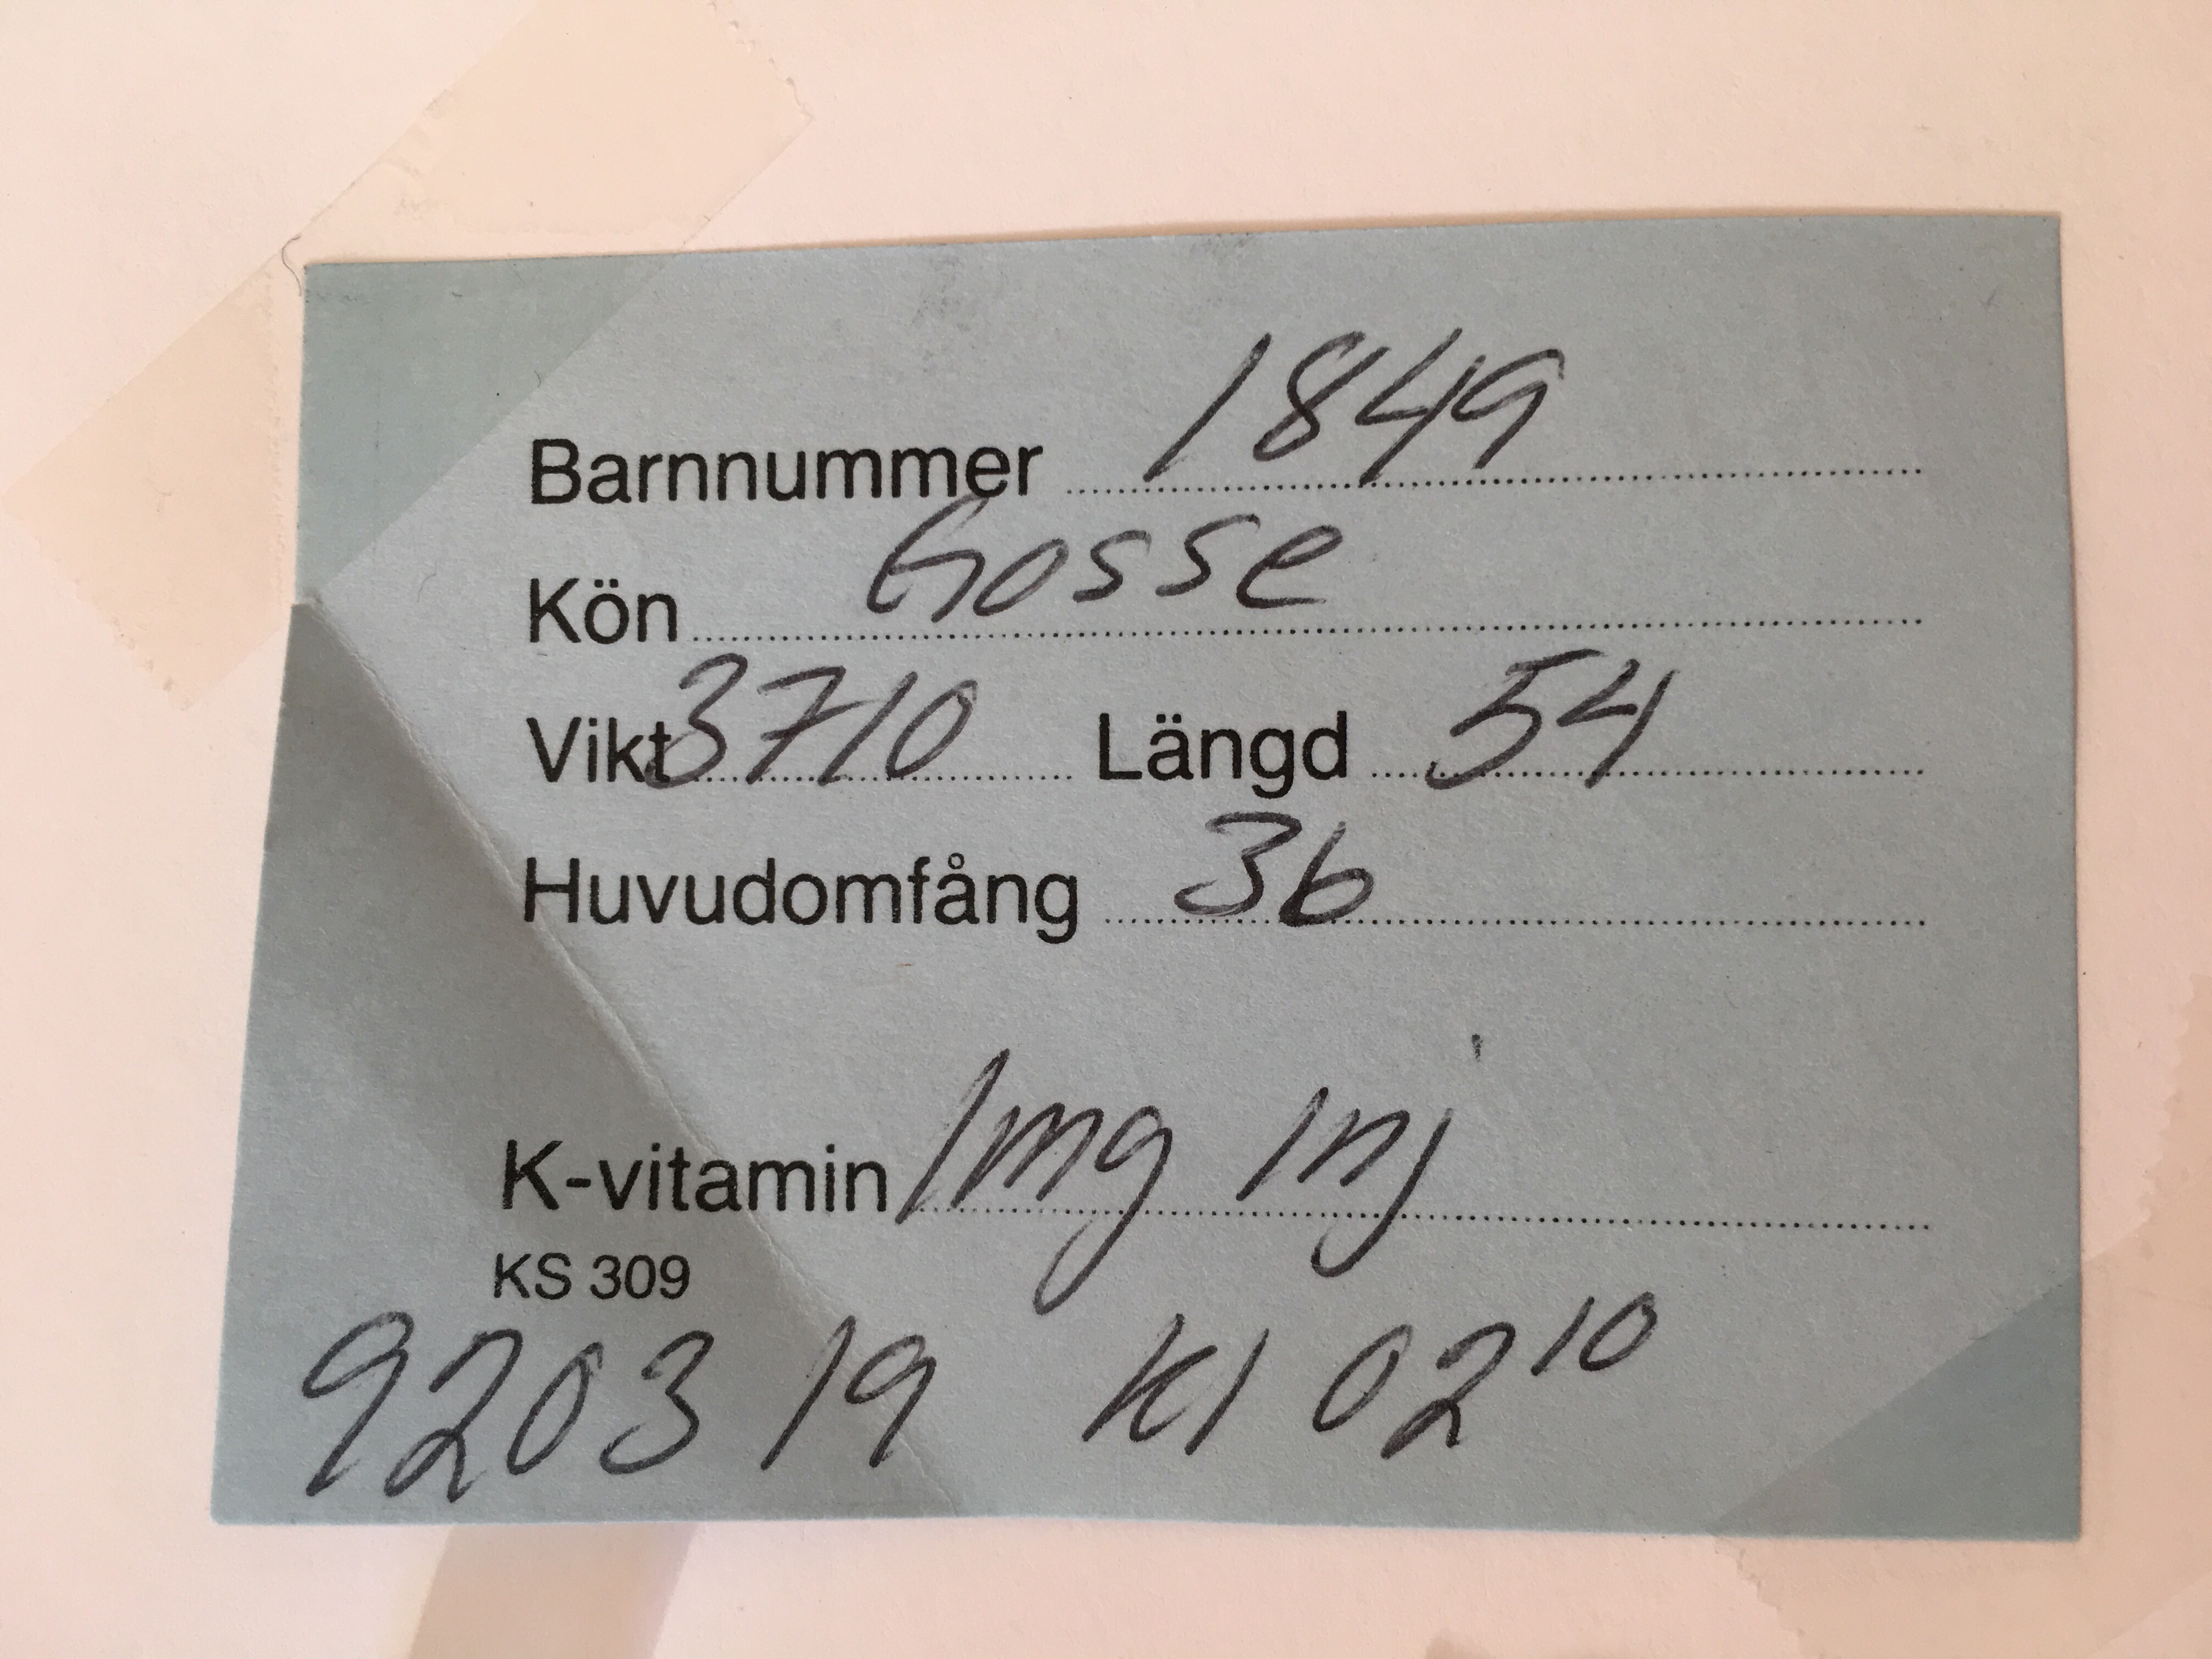 Barnnummer 1849
Kön Gosse
Vikt 3710 Längd 54
Huvudomfång 36
K-vitamin 1mg inj
KS 309
920319 kl 02¹⁰